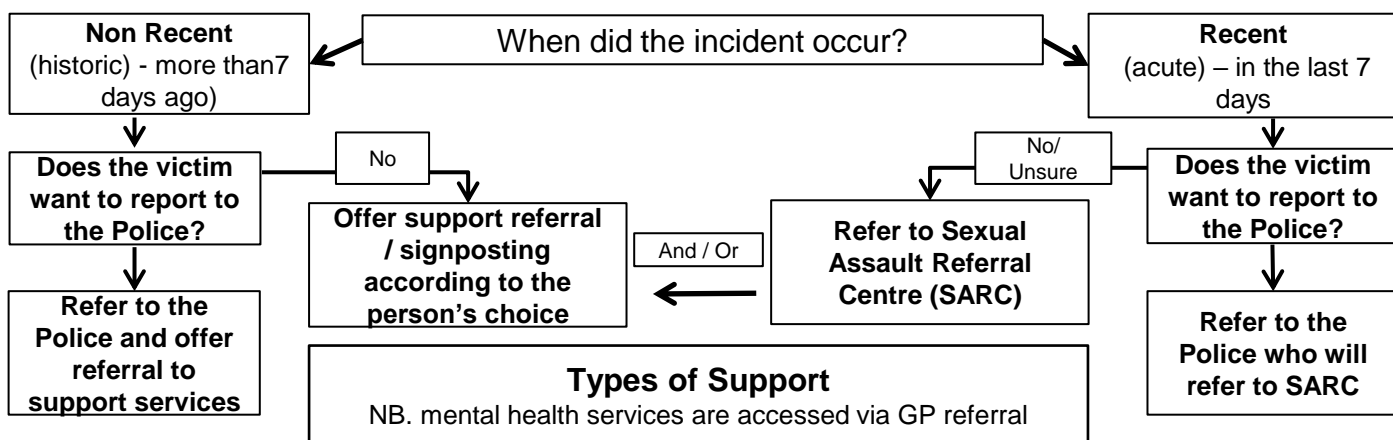 When did the incident occur?
Non Recent
(historic) - more than7
days ago)
Recent
(acute) – in the last 7
days
Does the victim
want to report to
the Police?
No
No/
Unsure
Does the victim
want to report to
the Police?
Offer support referral
/ signposting
according to the
person's choice
And / Or
Refer to Sexual
Assault Referral
Centre (SARC)
Refer to the
Police and offer
referral to
support services
Refer to the
Police who will
refer to SARC
Types of Support
NB. mental health services are accessed via GP referral